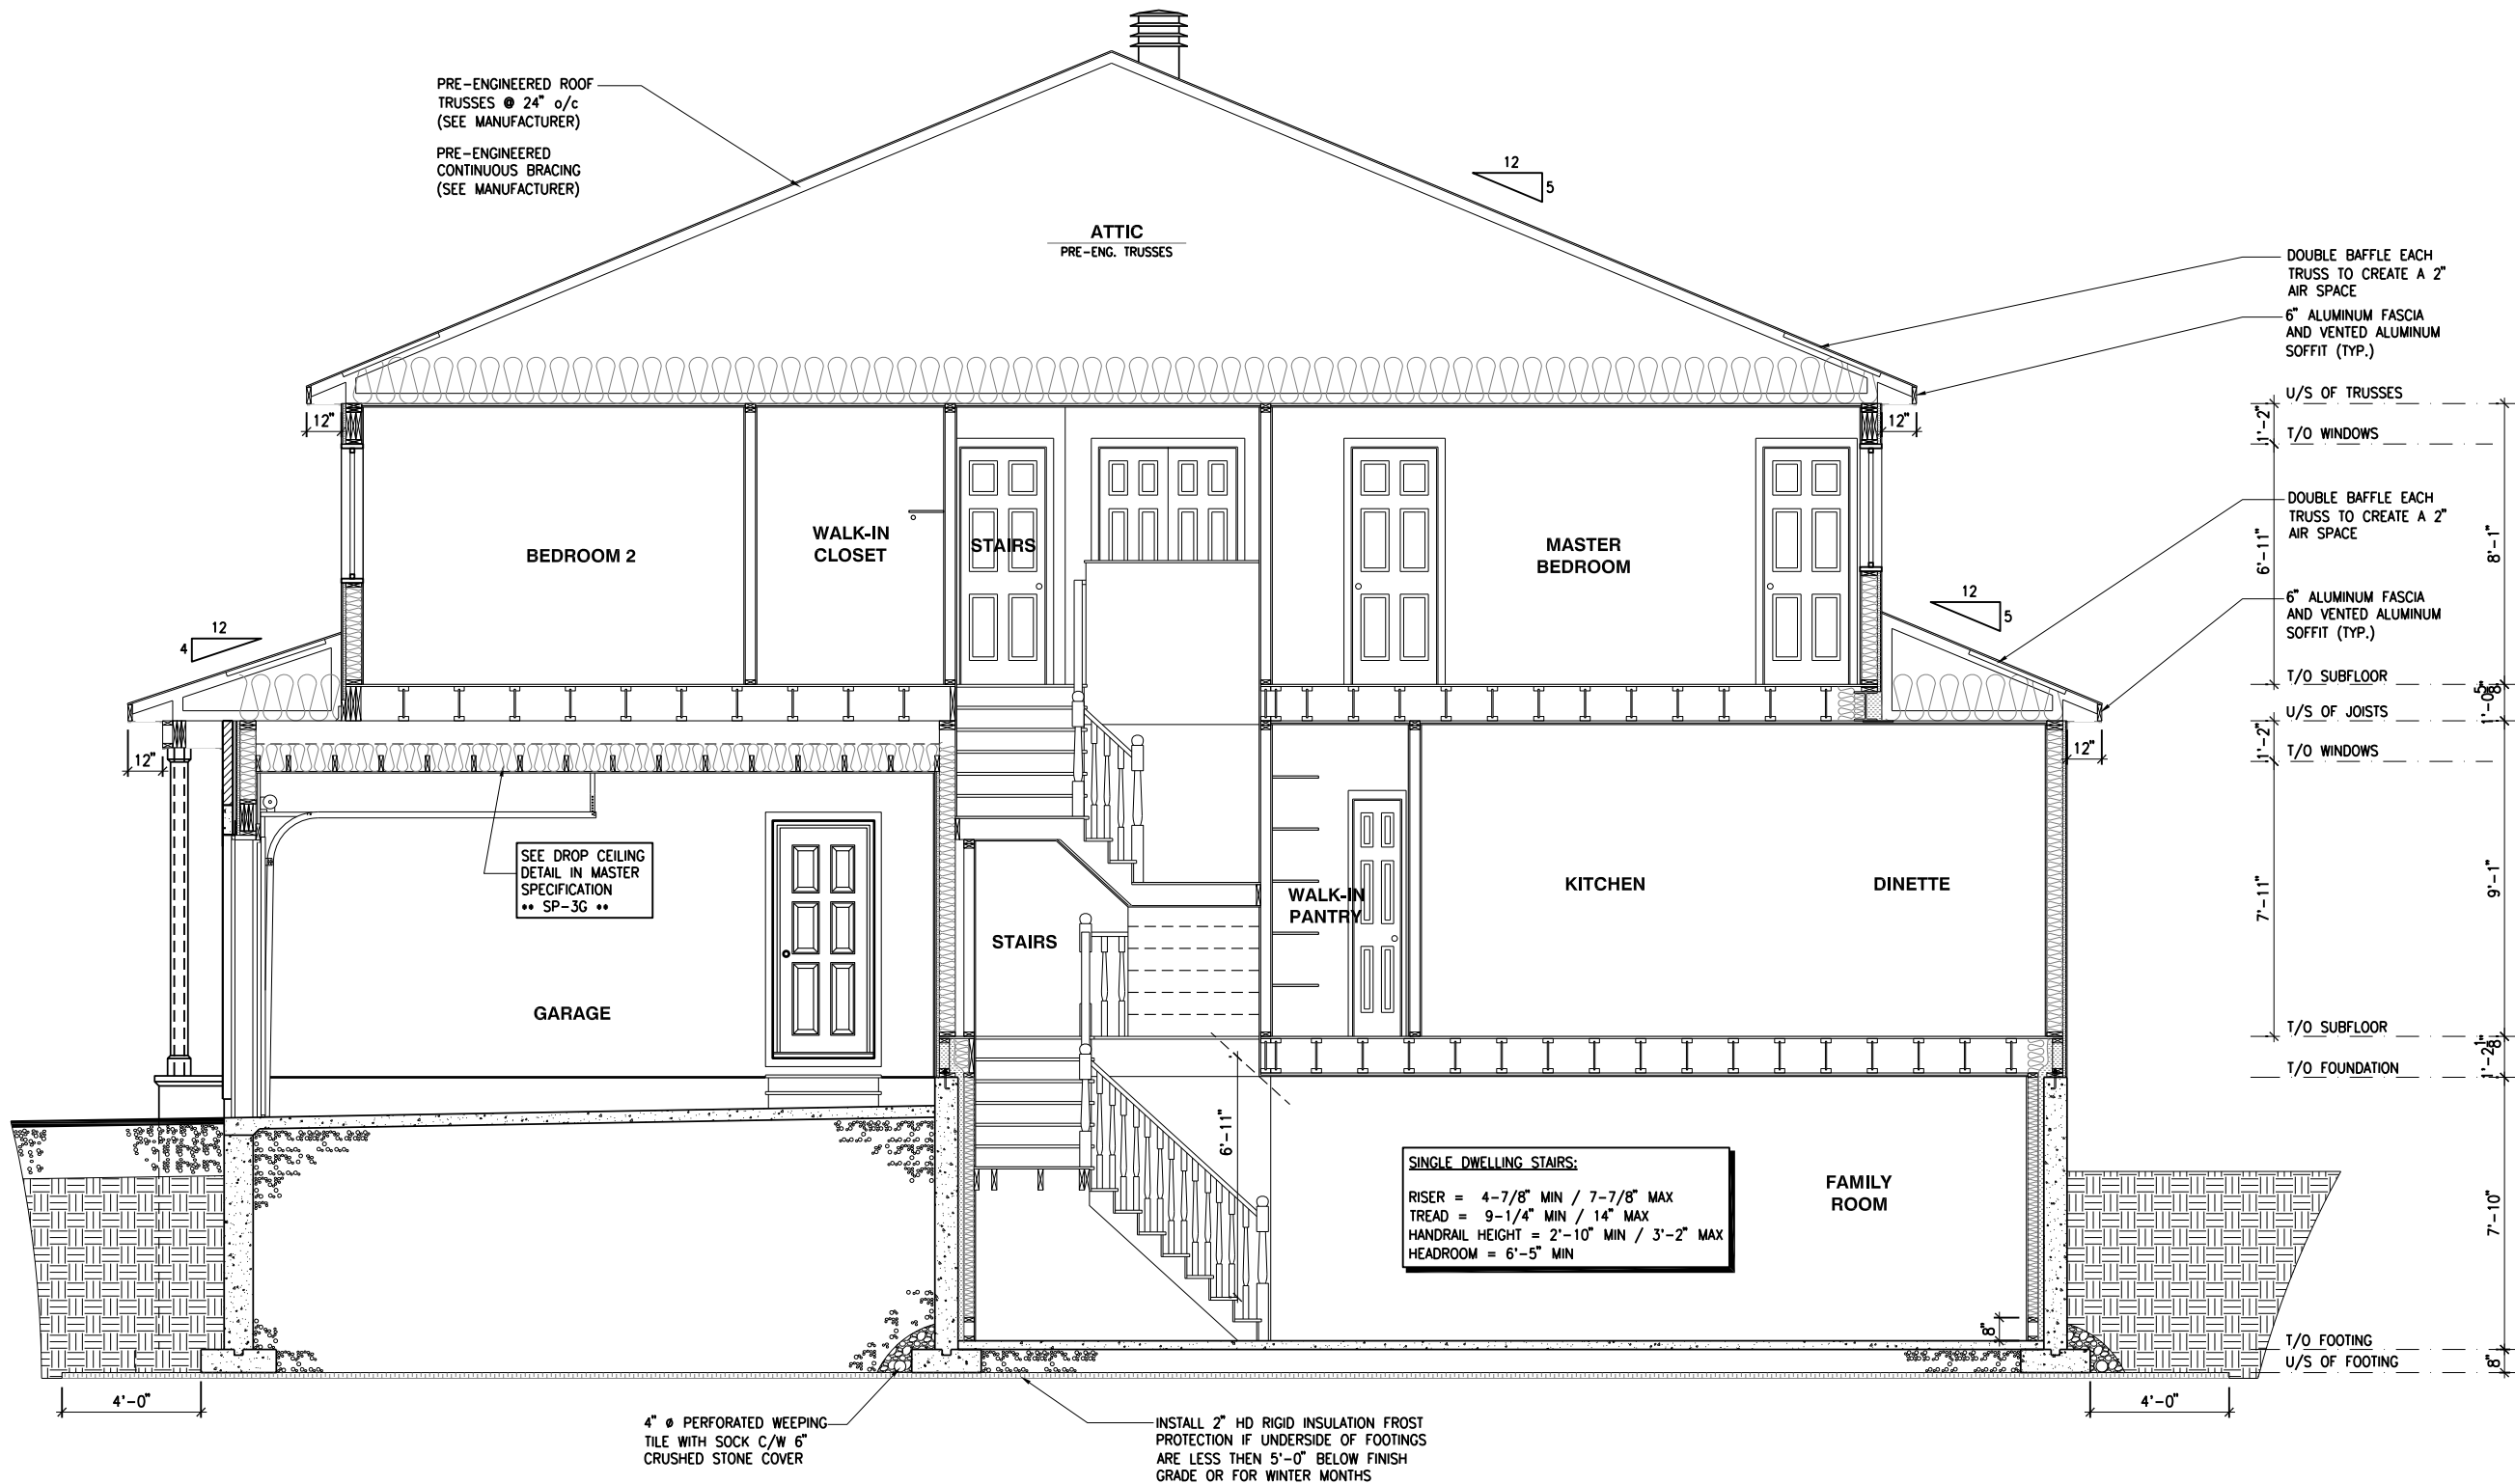 PRE-ENGINEERED ROOF
TRUSSES @ 24" o/c
(SEE MANUFACTURER)
PRE-ENGINEERED
CONTINUOUS BRACING
(SEE MANUFACTURER)
12
5
ATTIC
PRE-ENG. TRUSSES
DOUBLE BAFFLE EACH
TRUSS TO CREATE A 2"
AIR SPACE
6" ALUMINUM FASCIA
AND VENTED ALUMINUM
SOFFIT (TYP.)
U/S OF TRUSSES
12"
12"
1'-2"
T/O WINDOWS
DOUBLE BAFFLE EACH
TRUSS TO CREATE A 2"
AIR SPACE
BEDROOM 2
WALK-IN
CLOSET
STAIRS
MASTER
BEDROOM
6'-11"
8'-1"
12
4
12
5
6" ALUMINUM FASCIA
AND VENTED ALUMINUM
SOFFIT (TYP.)
T/O SUBFLOOR
1'-0 5/8"
U/S OF JOISTS
1'-2"
T/O WINDOWS
12"
12"
SEE DROP CEILING
DETAIL IN MASTER
SPECIFICATION
** SP-3G **
GARAGE
STAIRS
WALK-IN
PANTRY
KITCHEN
DINETTE
7'-11"
9'-1"
T/O SUBFLOOR
1'-2 1/8"
T/O FOUNDATION
6'-11"
SINGLE DWELLING STAIRS:
RISER = 4-7/8" MIN / 7-7/8" MAX
TREAD = 9-1/4" MIN / 14" MAX
HANDRAIL HEIGHT = 2'-10" MIN / 3'-2" MAX
HEADROOM = 6'-5" MIN
FAMILY
ROOM
7'-10"
8"
T/O FOOTING
U/S OF FOOTING
8"
4'-0"
4'-0"
4" ø PERFORATED WEEPING
TILE WITH SOCK C/W 6"
CRUSHED STONE COVER
INSTALL 2" HD RIGID INSULATION FROST
PROTECTION IF UNDERSIDE OF FOOTINGS
ARE LESS THEN 5'-0" BELOW FINISH
GRADE OR FOR WINTER MONTHS